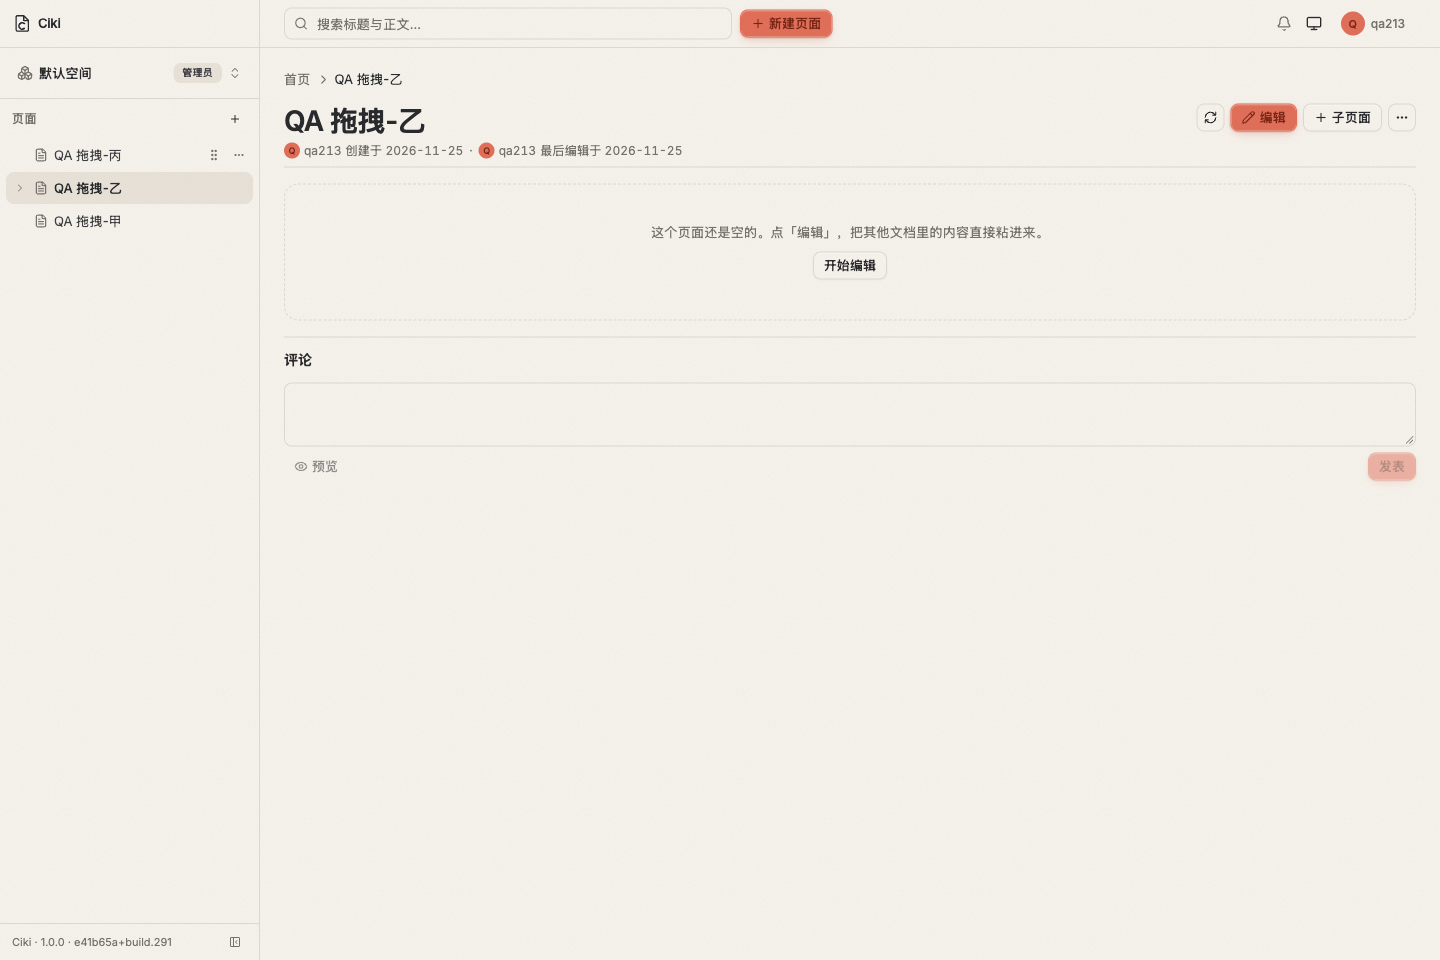 Ciki
搜索标题与正文...
新建页面
Q qa213
默认空间
管理员
页面
QA 拖拽-丙
QA 拖拽-乙
QA 拖拽-甲
首页 > QA 拖拽-乙
QA 拖拽-乙
编辑
子页面
Q qa213 创建于 2026-11-25 · Q qa213 最后编辑于 2026-11-25
这个页面还是空的。点「编辑」，把其他文档里的内容直接粘进来。
开始编辑
评论
预览
发表
Ciki · 1.0.0 · e41b65a+build.291